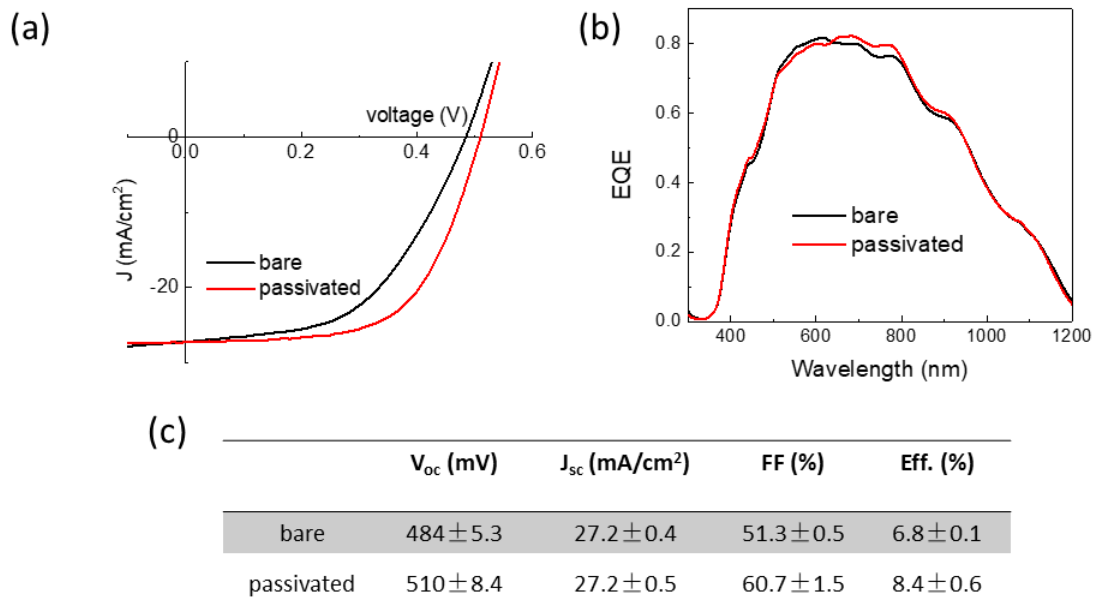 (a)
voltage (V)
0
0.0
0.2
0.4
0.6
J (mA/cm²)
bare
passivated
-20
(b)
0.8
0.6
0.4
0.2
0.0
EQE
bare
passivated
400
600
800
1000
1200
Wavelength (nm)
(c)
Voc (mV) Jsc (mA/cm²) FF (%) Eff. (%)
bare 484±5.3 27.2±0.4 51.3±0.5 6.8±0.1
passivated 510±8.4 27.2±0.5 60.7±1.5 8.4±0.6